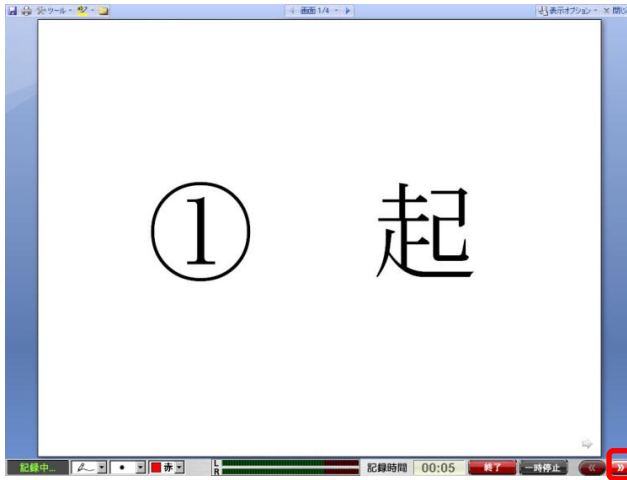 ツール 画面 1/4 表示オプション 閉じ
① 起
記録中... 赤 L R 記録時間 00:05 終了 一時停止 《 》